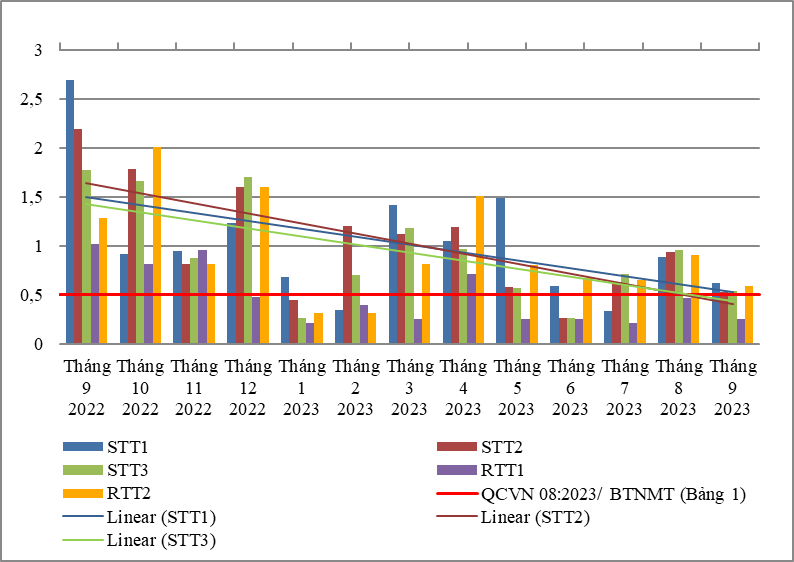 3
2,5
2
1,5
1
0,5
0
Tháng Tháng Tháng Tháng Tháng Tháng Tháng Tháng Tháng Tháng Tháng Tháng Tháng
9 10 11 12 1 2 3 4 5 6 7 8 9
2022 2022 2022 2022 2023 2023 2023 2023 2023 2023 2023 2023 2023
STT1 STT2
STT3 RTT1
RTT2 QCVN 08:2023/ BTNMT (Bảng 1)
Linear (STT1) Linear (STT2)
Linear (STT3)